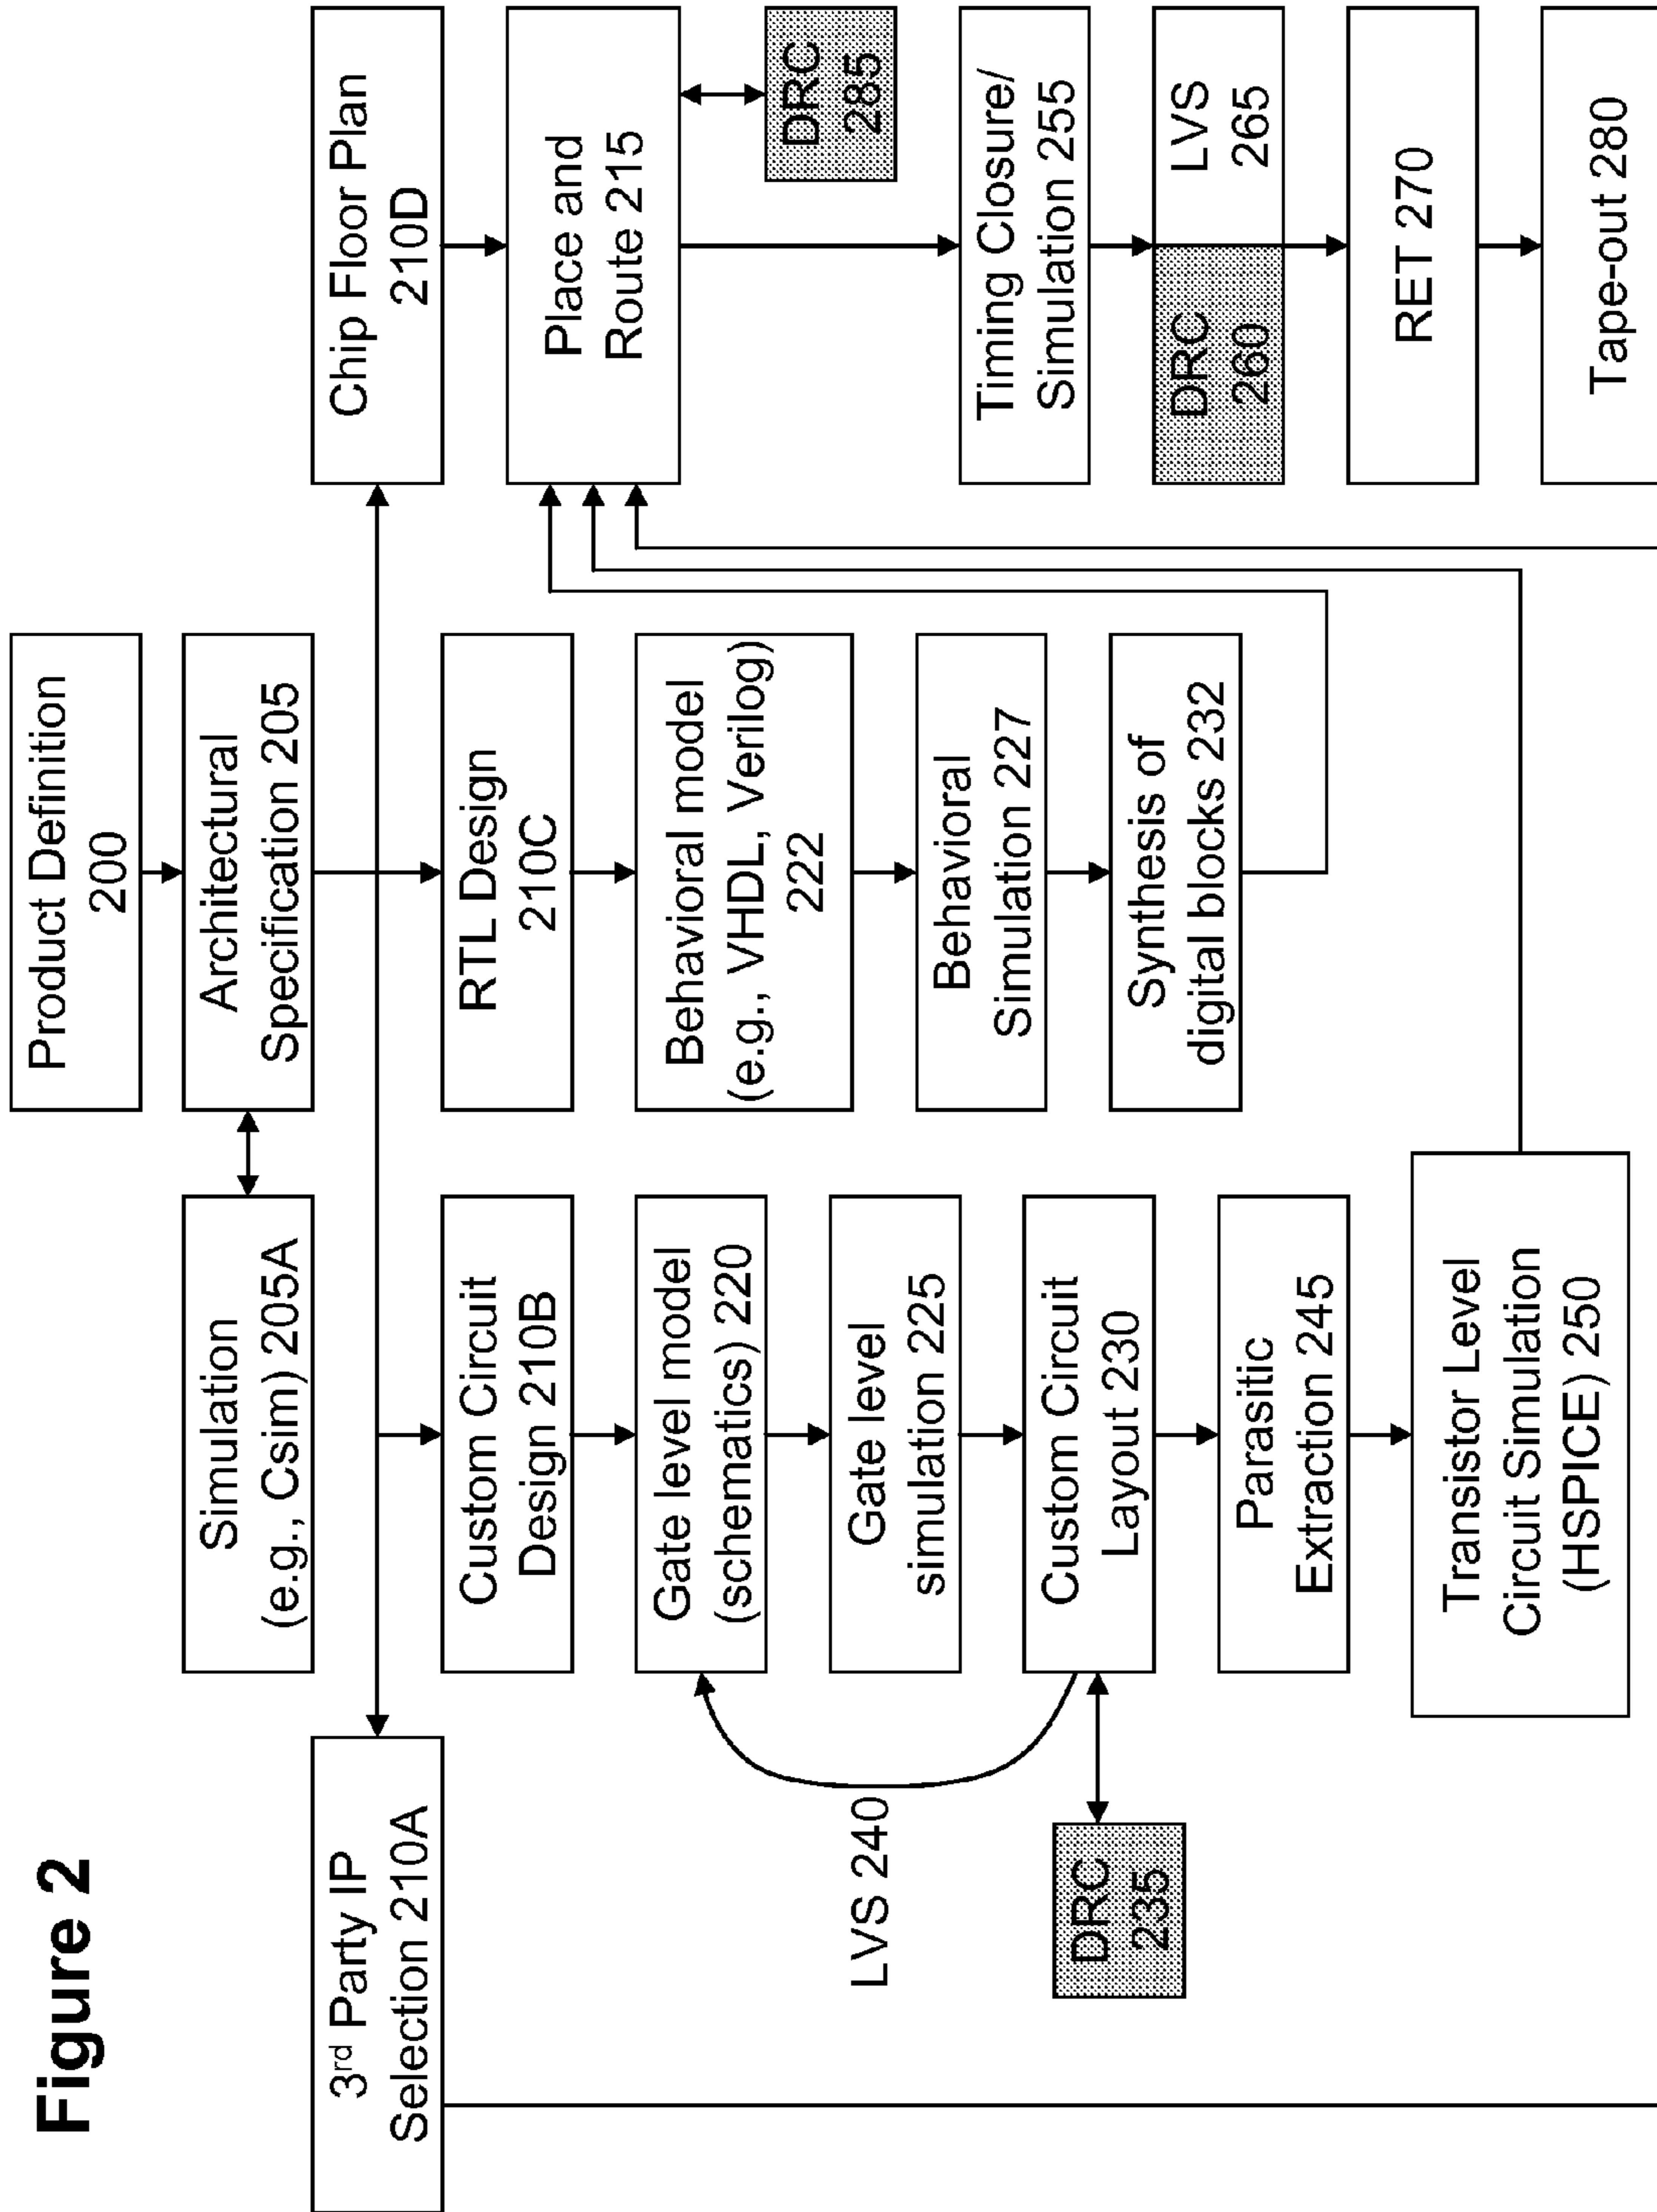 Figure 2
Product Definition
200
Simulation
(e.g., Csim) 205A
Architectural
Specification 205
3rd Party IP
Selection 210A
Custom Circuit
Design 210B
RTL Design
210C
Chip Floor Plan
210D
Gate level model
(schematics) 220
Gate level
simulation 225
LVS 240
Custom Circuit
Layout 230
DRC
235
Parasitic
Extraction 245
Transistor Level
Circuit Simulation
(HSPICE) 250
Behavioral model
(e.g., VHDL, Verilog)
222
Behavioral
Simulation 227
Synthesis of
digital blocks 232
Place and
Route 215
DRC
285
Timing Closure/
Simulation 255
DRC
260
LVS
265
RET 270
Tape-out 280